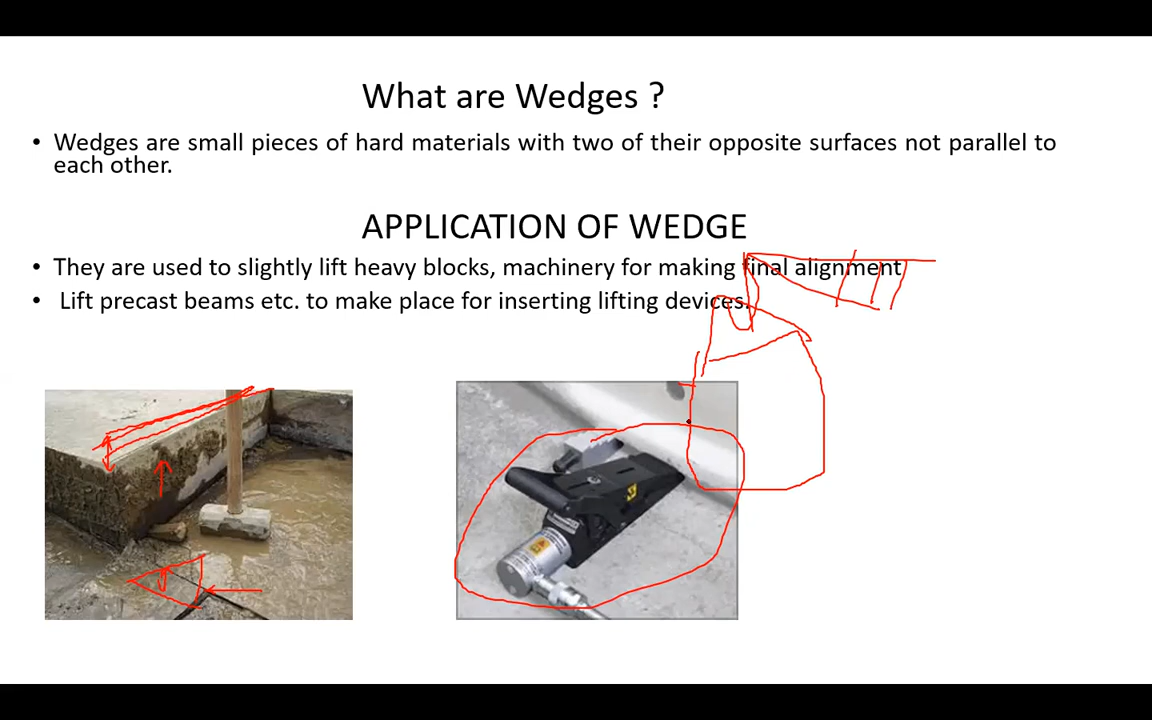 What are Wedges ?
• Wedges are small pieces of hard materials with two of their opposite surfaces not parallel to
each other.
APPLICATION OF WEDGE
• They are used to slightly lift heavy blocks, machinery for making final alignment
• Lift precast beams etc. to make place for inserting lifting devices.